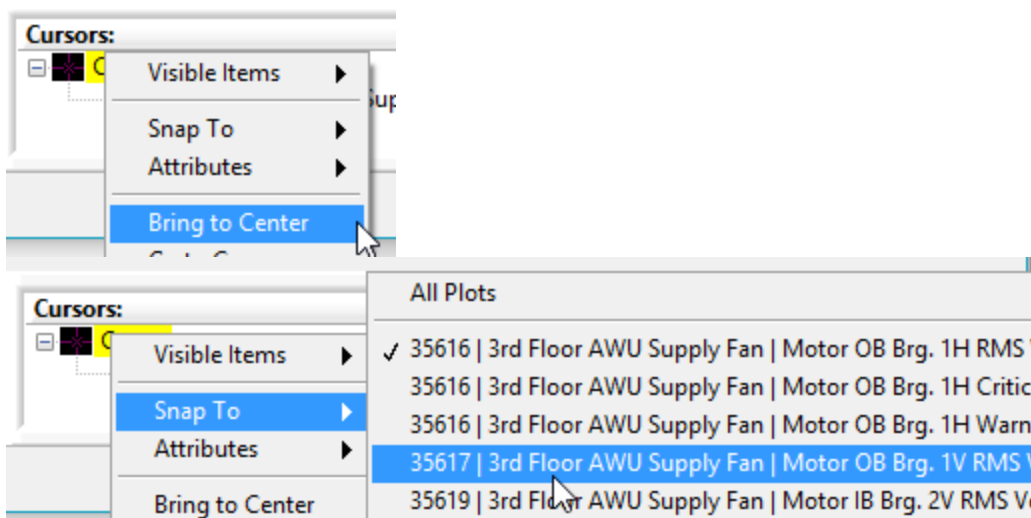 Cursors:
Visible Items
Snap To
Attributes
Bring to Center
Cursors:
Visible Items
Snap To
Attributes
Bring to Center
All Plots
35616 | 3rd Floor AWU Supply Fan | Motor OB Brg. 1H RMS
35616 | 3rd Floor AWU Supply Fan | Motor OB Brg. 1H
35616 | 3rd Floor AWU Supply Fan | Motor OB Brg. 1H
35617 | 3rd Floor AWU Supply Fan | Motor OB Brg. 1V RMS
35619 | 3rd Floor AWU Supply Fan | Motor IB Brg. 2V RMS